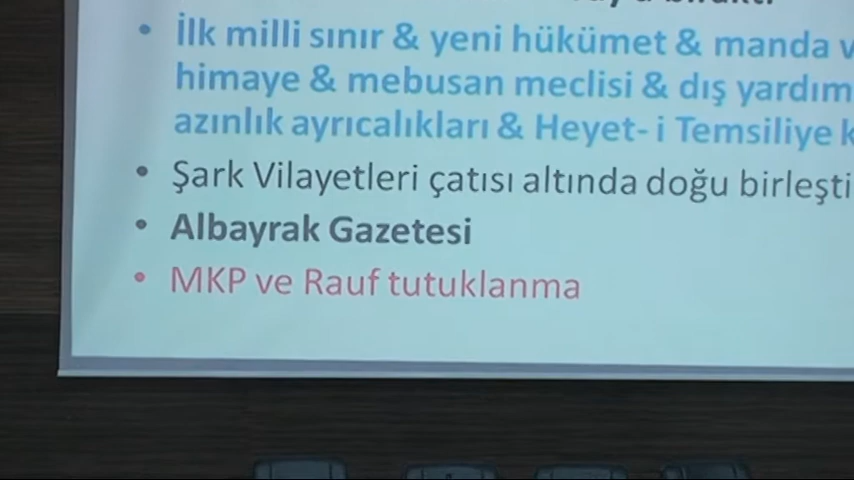 • İlk milli sınır & yeni hükümet & manda v
himaye & mebusan meclisi & dış yardım
azınlık ayrıcalıkları & Heyet- i Temsiliye k
• Şark Vilayetleri çatısı altında doğu birleşti
• Albayrak Gazetesi
• MKP ve Rauf tutuklanma